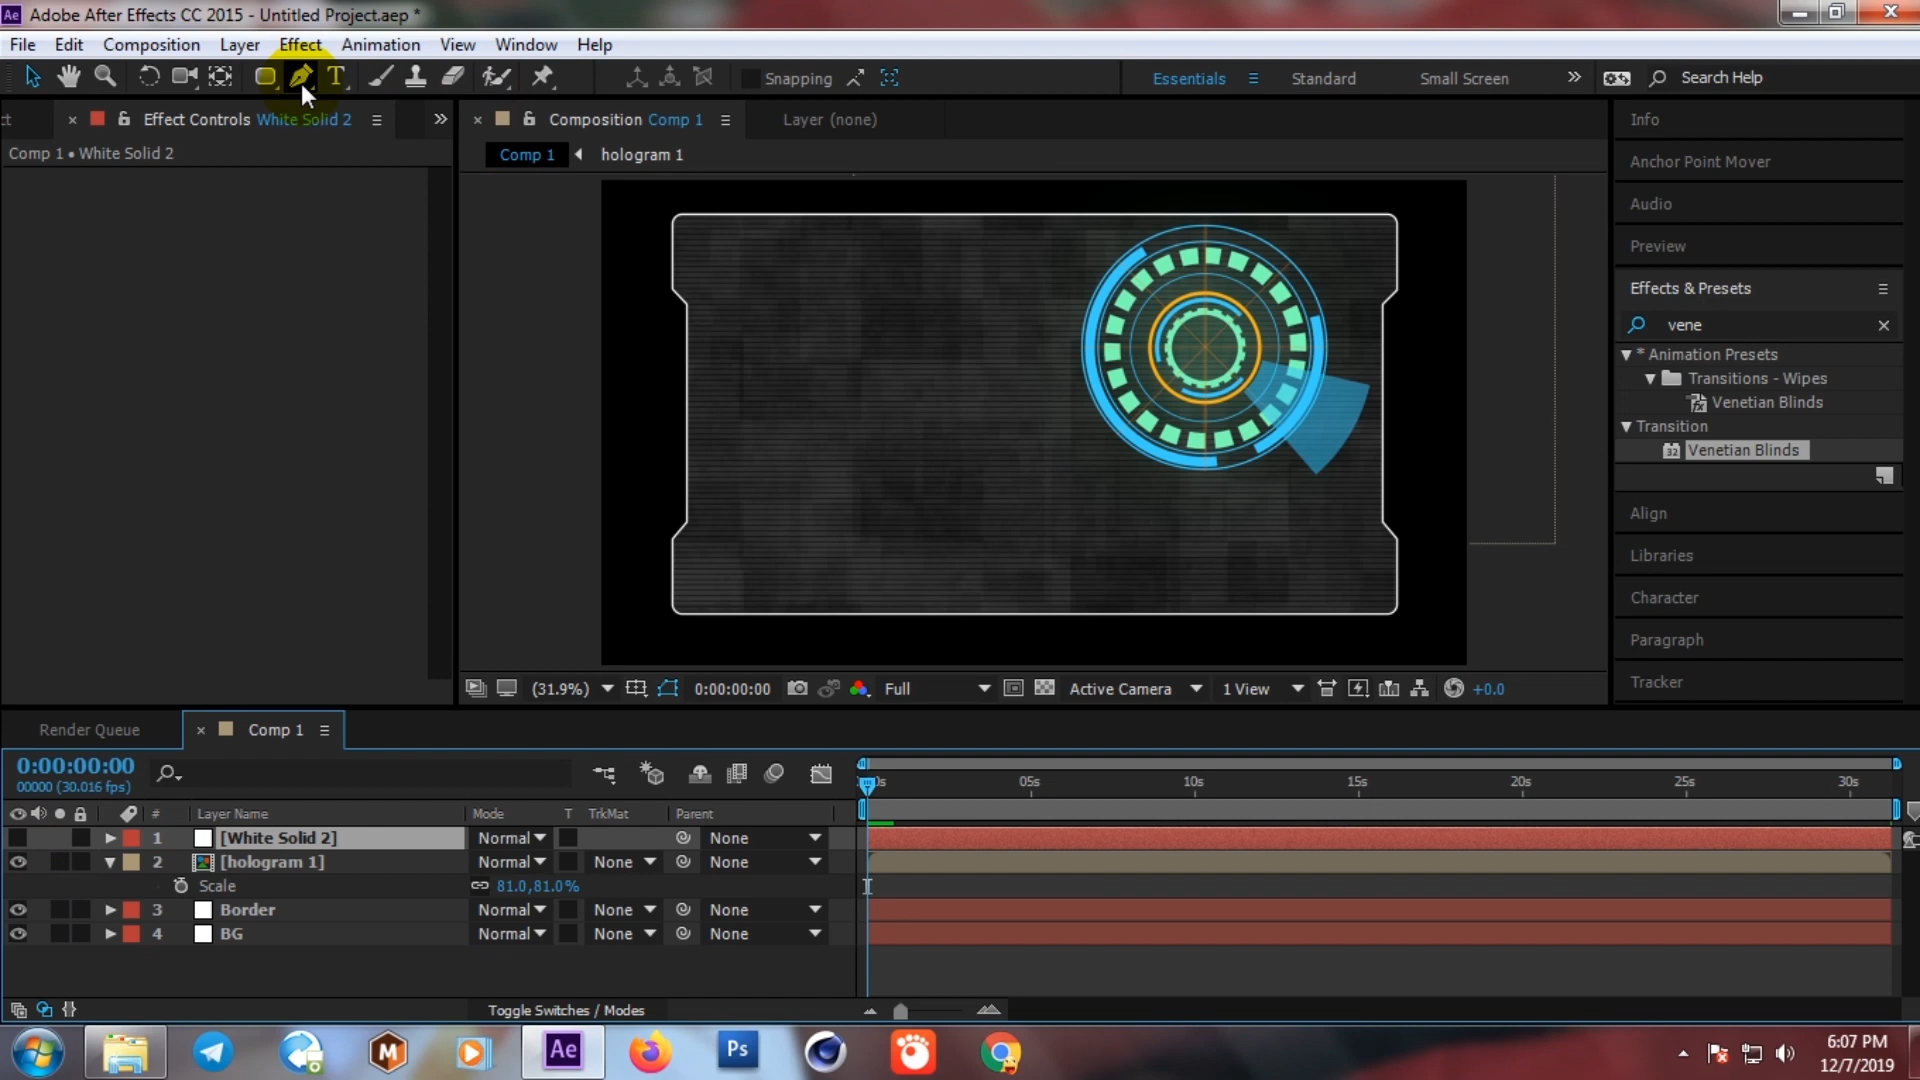 Adobe After Effects CC 2015 - Untitled Project.aep *
File Edit Composition Layer Effect Animation View Window Help
Snapping
Essentials
Standard
Small Screen
Search Help
Effect Controls White Solid 2
Composition Comp 1
Layer (none)
Info
Comp 1 • White Solid 2
Comp 1
hologram 1
Anchor Point Mover
Audio
Preview
Effects & Presets
vene
* Animation Presets
Transitions - Wipes
Venetian Blinds
Transition
32 Venetian Blinds
Align
Libraries
Character
Paragraph
Tracker
(31.9%) 0:00:00:00 Full Active Camera 1 View +0.0
Render Queue
Comp 1
0:00:00:00
00000 (30.016 fps)
05s 10s 15s 20s 25s 30s
# Layer Name Mode T TrkMat Parent
1 [White Solid 2] Normal None
2 [hologram 1] Normal None None
Scale 81.0,81.0%
3 Border Normal None None
4 BG Normal None None
Toggle Switches / Modes
Ae
Ps
M
6:07 PM
12/7/2019